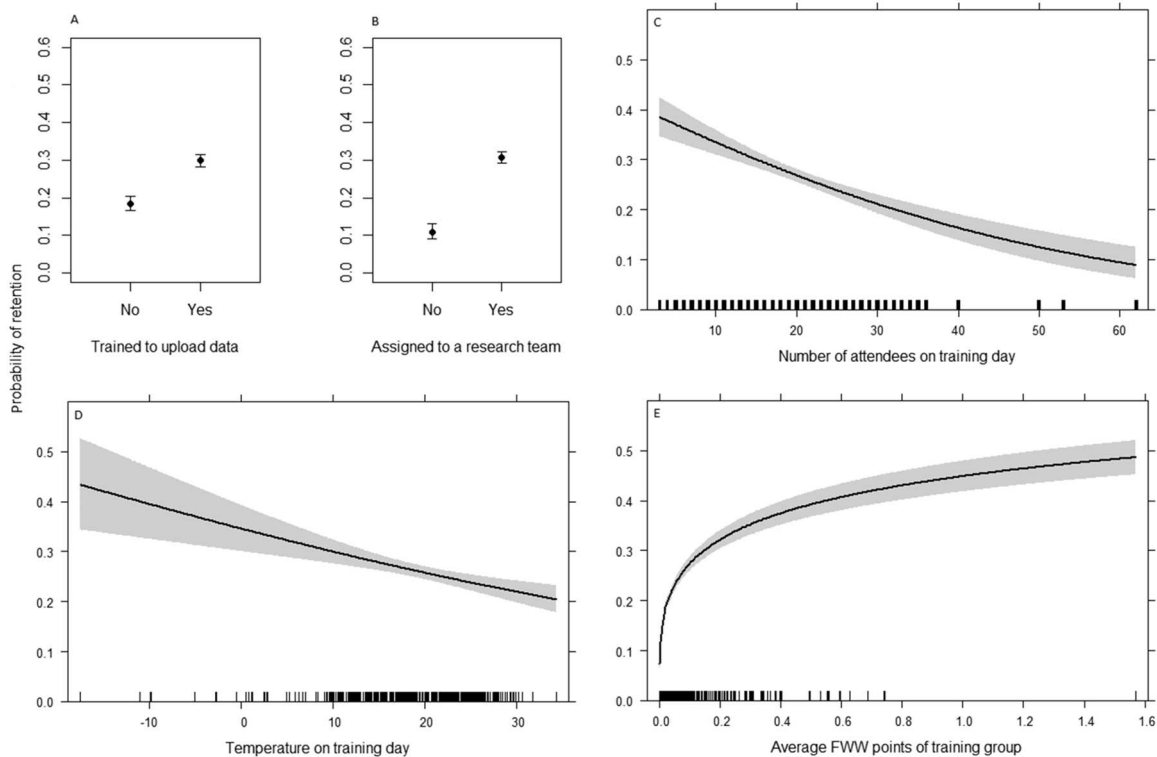 A
0.0 0.1 0.2 0.3 0.4 0.5 0.6
No Yes
Trained to upload data
B
0.0 0.1 0.2 0.3 0.4 0.5 0.6
No Yes
Assigned to a research team
C
0.5
0.4
0.3
0.2
0.1
0.0
10 20 30 40 50 60
Number of attendees on training day
Probability of retention
D
0.5
0.4
0.3
0.2
0.1
0.0
-10 0 10 20 30
Temperature on training day
E
0.5
0.4
0.3
0.2
0.1
0.0
0.0 0.2 0.4 0.6 0.8 1.0 1.2 1.4 1.6
Average FWW points of training group